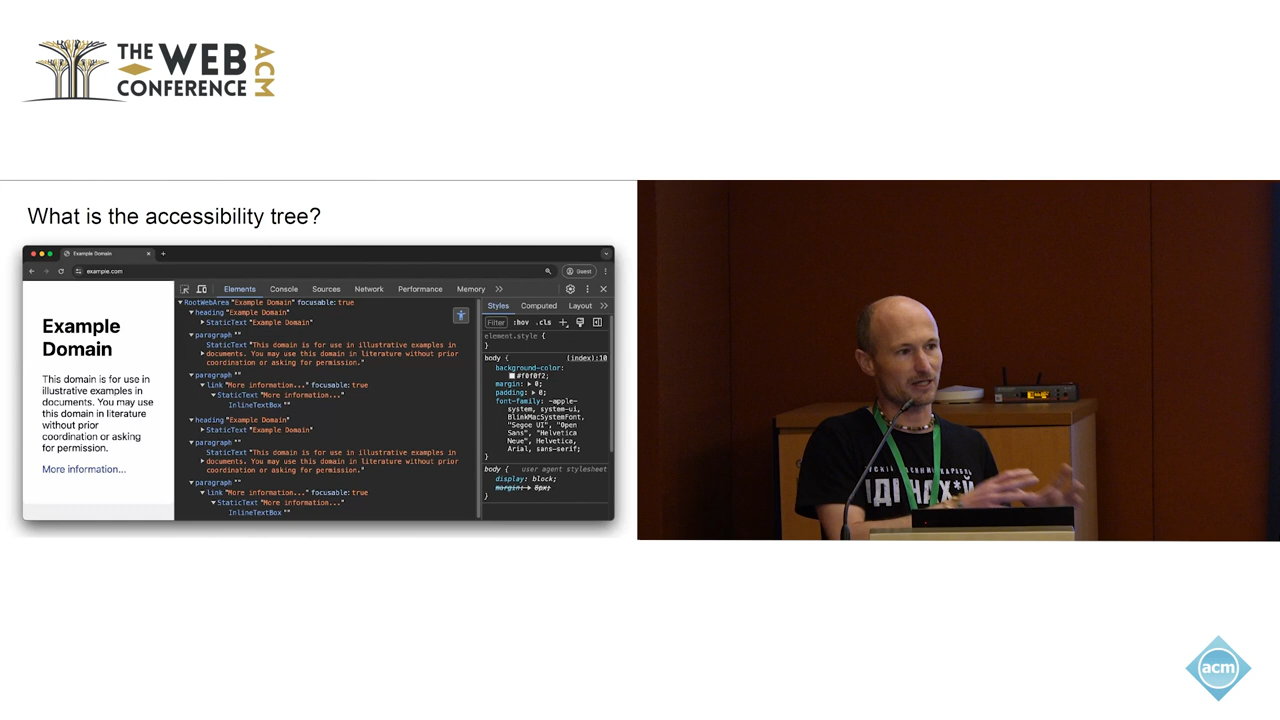 THE WEB
CONFERENCE
ACM
What is the accessibility tree?
Example Domain
example.com
Guest
Example
Domain
This domain is for use in
illustrative examples in
documents. You may use
this domain in literature
without prior
coordination or asking
for permission.
More information...
Elements Console Sources Network Performance Memory
RootWebArea "Example Domain" focusable: true
heading "Example Domain"
StaticText "Example Domain"
paragraph ""
StaticText "This domain is for use in illustrative examples in
documents. You may use this domain in literature without prior
coordination or asking for permission."
paragraph ""
link "More information..." focusable: true
StaticText "More information..."
InlineTextBox ""
heading "Example Domain"
StaticText "Example Domain"
paragraph ""
StaticText "This domain is for use in illustrative examples in
documents. You may use this domain in literature without prior
coordination or asking for permission."
paragraph ""
link "More information..." focusable: true
StaticText "More information..."
InlineTextBox ""
Styles Computed Layout
Filter :hov .cls
element.style {
}
body { (index):10
background-color:
#f0f0f2;
margin: 0;
padding: 0;
font-family: -apple-
system, system-ui,
BlinkMacSystemFont,
"Segoe UI", "Open
Sans", "Helvetica
Neue", Helvetica,
Arial, sans-serif;
}
body { user agent stylesheet
display: block;
margin: 8px;
}
ІДІ НАХ*Й
acm